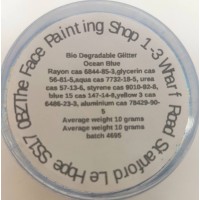 The Face Painting Shop 1-3 Wharf Road Stanford Le Hope SS17 0BZ
Bio Degradable Glitter
Ocean Blue
Rayon cas 6844-85-3,glycerin cas
56-81-5,aqua cas 7732-18-5, urea
cas 57-13-6, styrene cas 9010-92-8,
blue 15 cas 147-14-8,yellow 3 cas
6486-23-3, aluminium cas 78429-90-
5
Average weight 10 grams
Average weight 10 grams
batch 4695